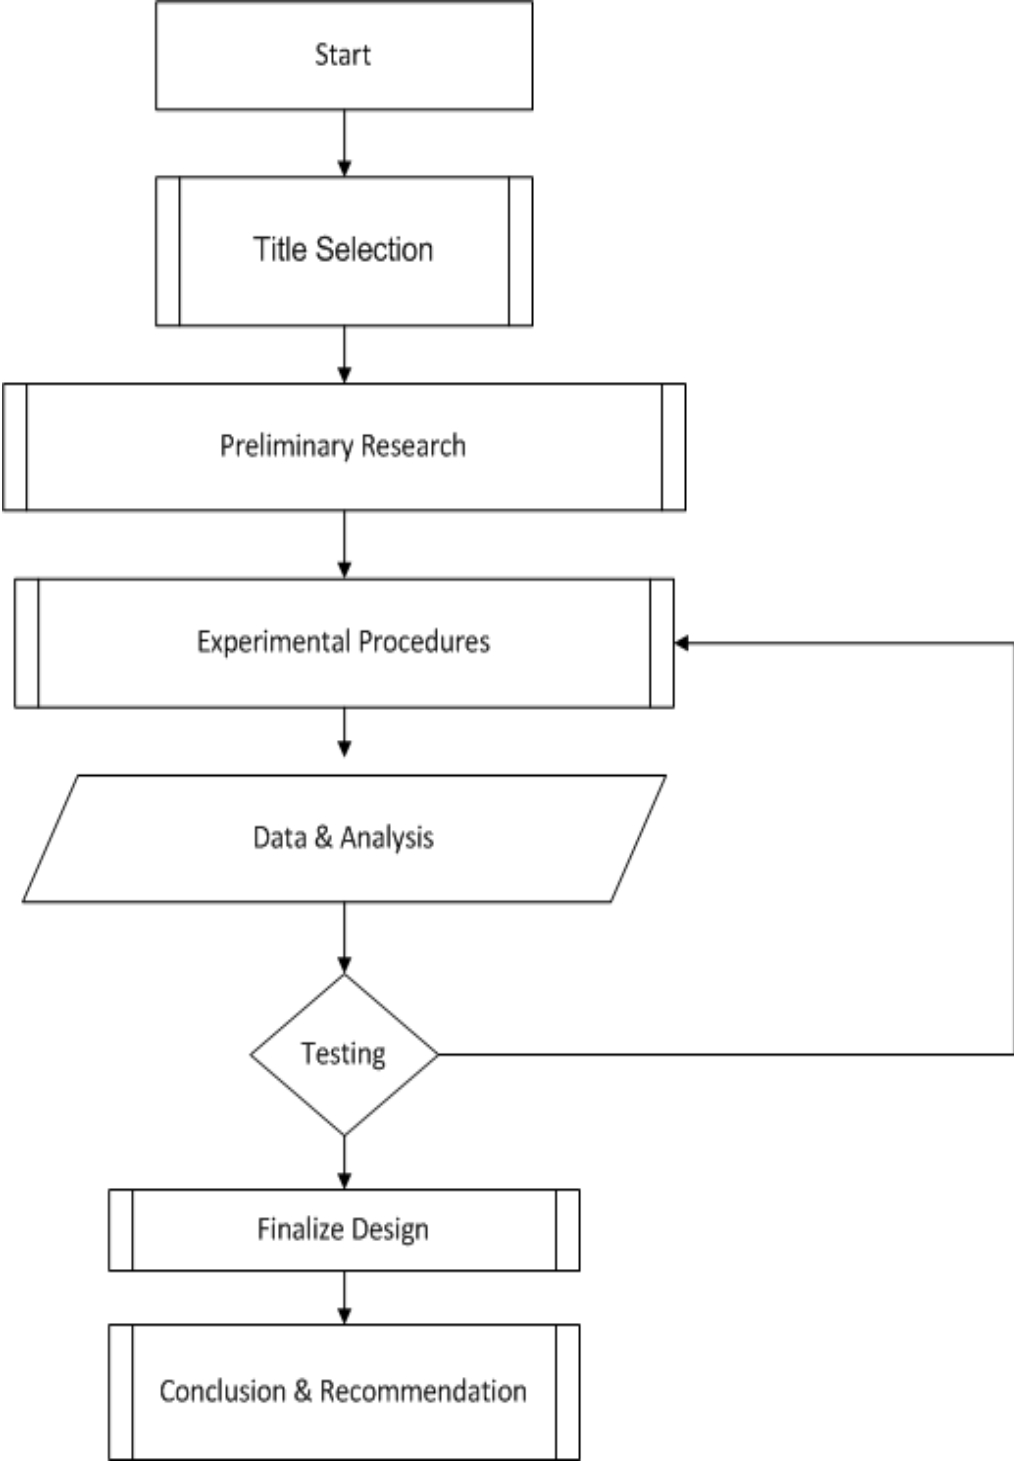 Start
Title Selection
Preliminary Research
Experimental Procedures
Data & Analysis
Testing
Finalize Design
Conclusion & Recommendation